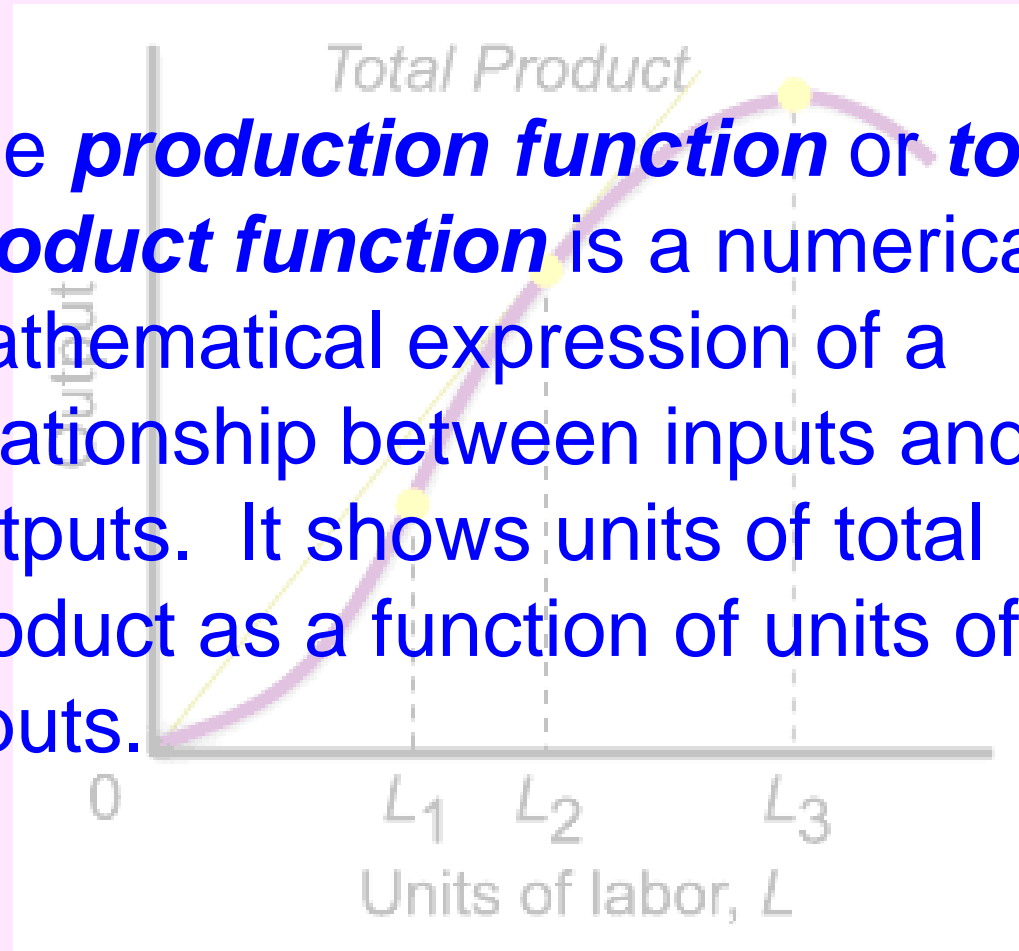 Total Product
e production function or to
oduct function is a numerica
athematical expression of a
ationship between inputs and
tputs. It shows units of total
oduct as a function of units of
outs.
Output
0 L1 L2 L3
Units of labor, L